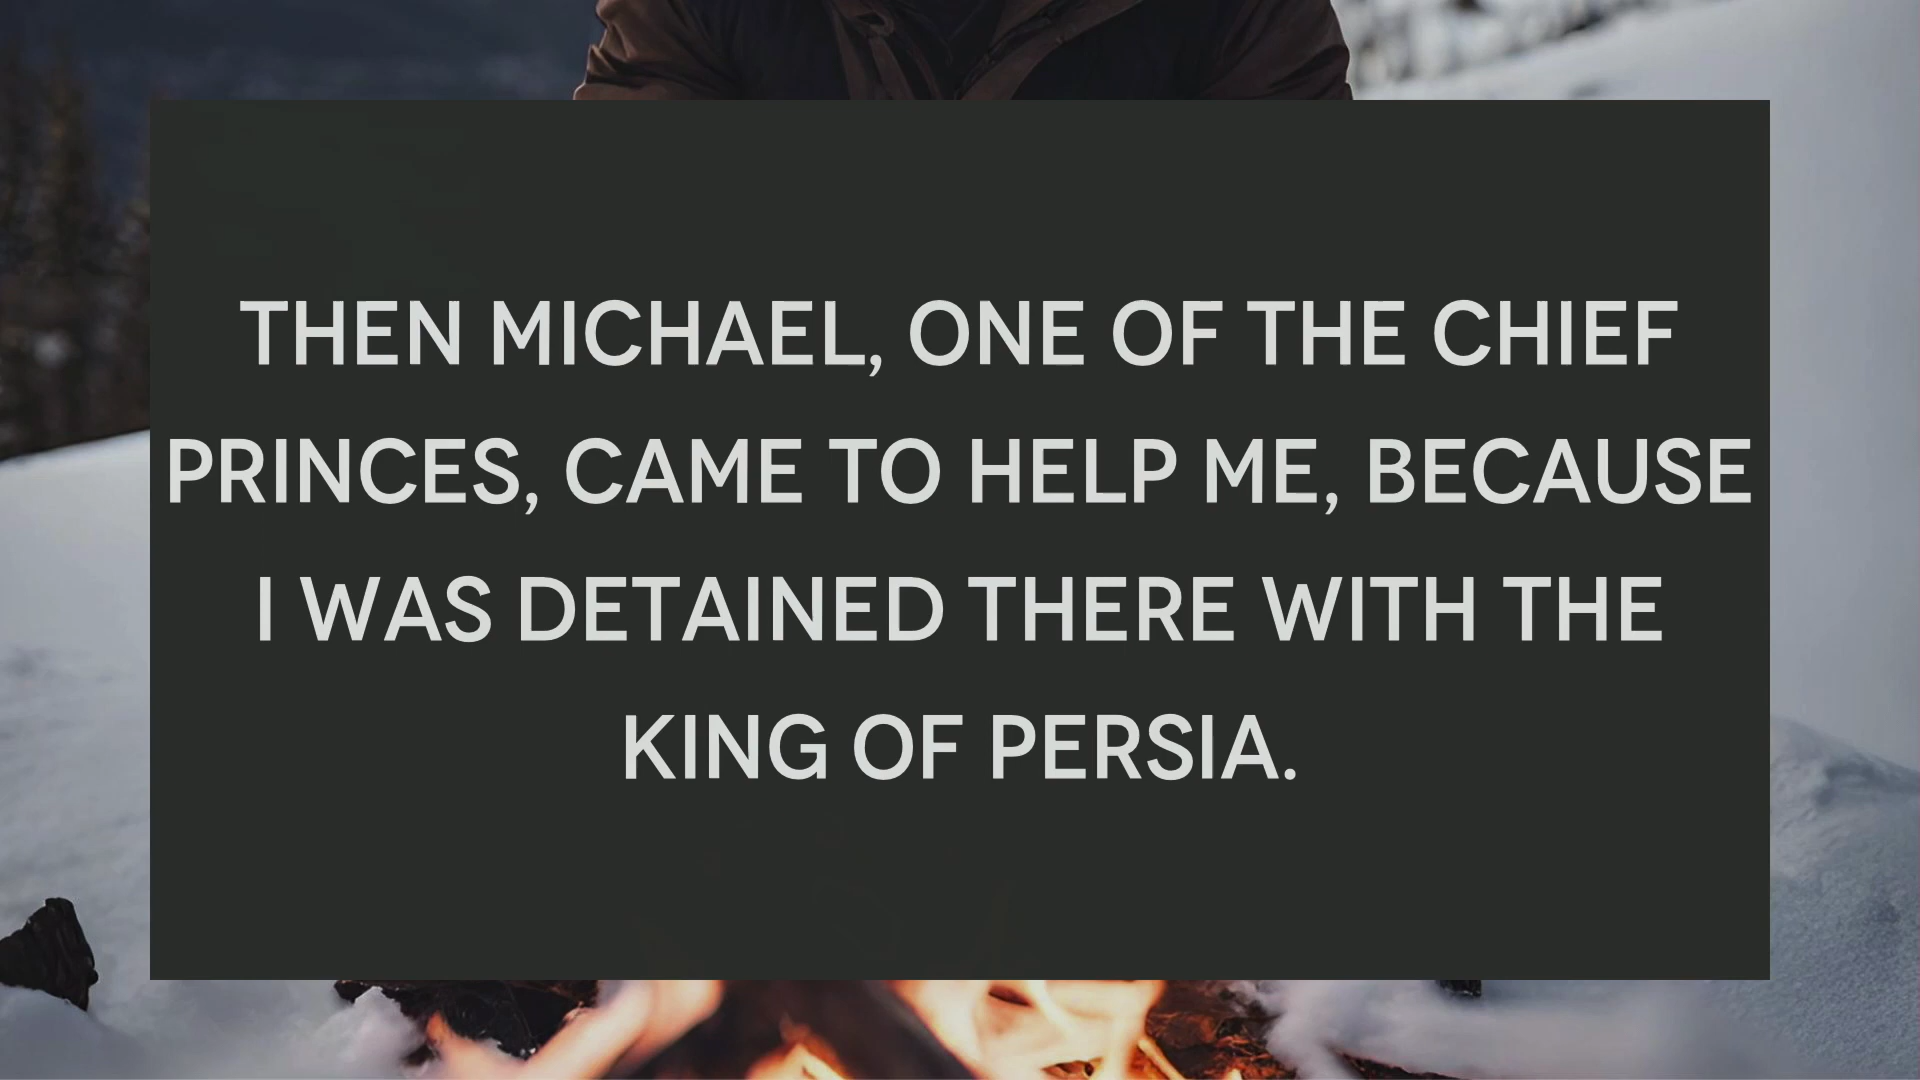 THEN MICHAEL, ONE OF THE CHIEF
PRINCES, CAME TO HELP ME, BECAUSE
I WAS DETAINED THERE WITH THE
KING OF PERSIA.